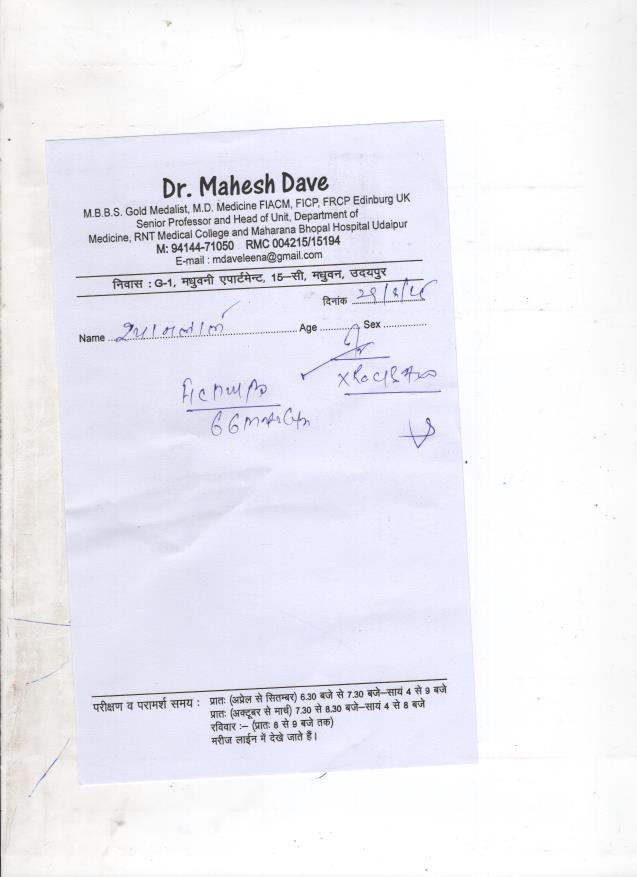 Dr. Mahesh Dave
M.B.B.S. Gold Medalist, M.D. Medicine FIACM, FICP, FRCP Edinburg UK
Senior Professor and Head of Unit, Department of
Medicine, RNT Medical College and Maharana Bhopal Hospital Udaipur
M: 94144-71050 RMC 004215/15194
E-mail : mdaveleena@gmail.com
निवास : G-1, मधुवनी एपार्टमेन्ट, 15–सी, मधुवन, उदयपुर
दिनांक
Name Age Sex
परीक्षण व परामर्श समय : प्रातः (अप्रेल से सितम्बर) 6.30 बजे से 7.30 बजे–सायं 4 से 9 बजे
प्रातः (अक्टूबर से मार्च) 7.30 से 8.30 बजे–सायं 4 से 8 बजे
रविवार :– (प्रातः 8 से 9 बजे तक)
मरीज लाईन में देखे जाते हैं।